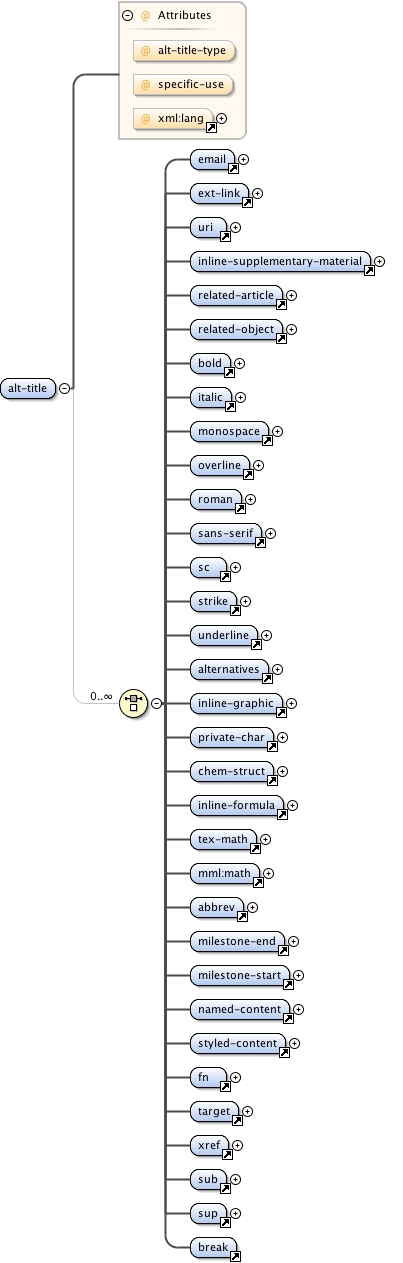 Attributes
@ alt-title-type
@ specific-use
@ xml:lang
email
ext-link
uri
inline-supplementary-material
related-article
related-object
bold
alt-title
italic
monospace
overline
roman
sans-serif
sc
strike
underline
alternatives
0..∞
inline-graphic
private-char
chem-struct
inline-formula
tex-math
mml:math
abbrev
milestone-end
milestone-start
named-content
styled-content
fn
target
xref
sub
sup
break